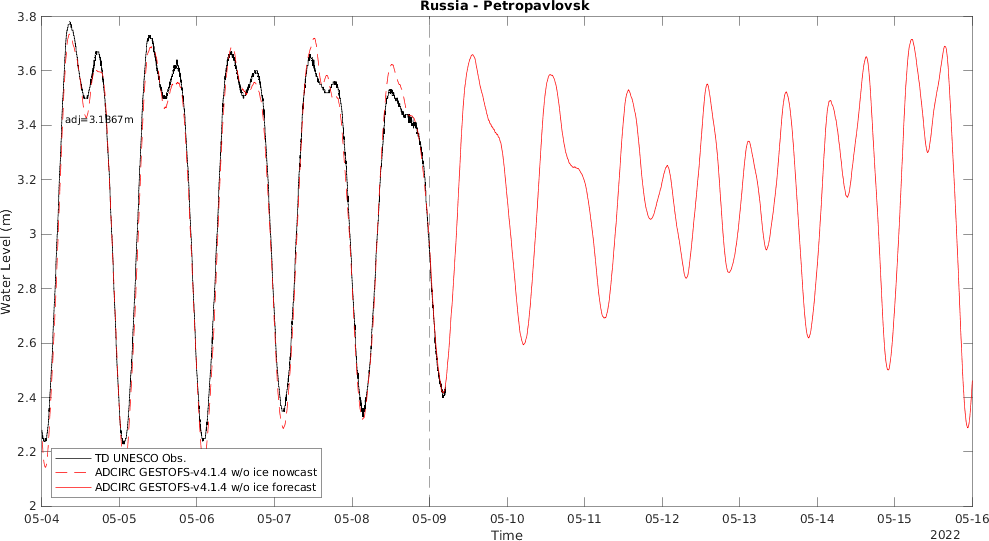 Russia - Petropavlovsk
3.8
3.6
3.4
3.2
3
2.8
2.6
2.4
2.2
2
Water Level (m)
adj=3.1867m
TD UNESCO Obs.
ADCIRC GESTOFS-v4.1.4 w/o ice nowcast
ADCIRC GESTOFS-v4.1.4 w/o ice forecast
05-04 05-05 05-06 05-07 05-08 05-09 05-10 05-11 05-12 05-13 05-14 05-15 05-16
Time
2022